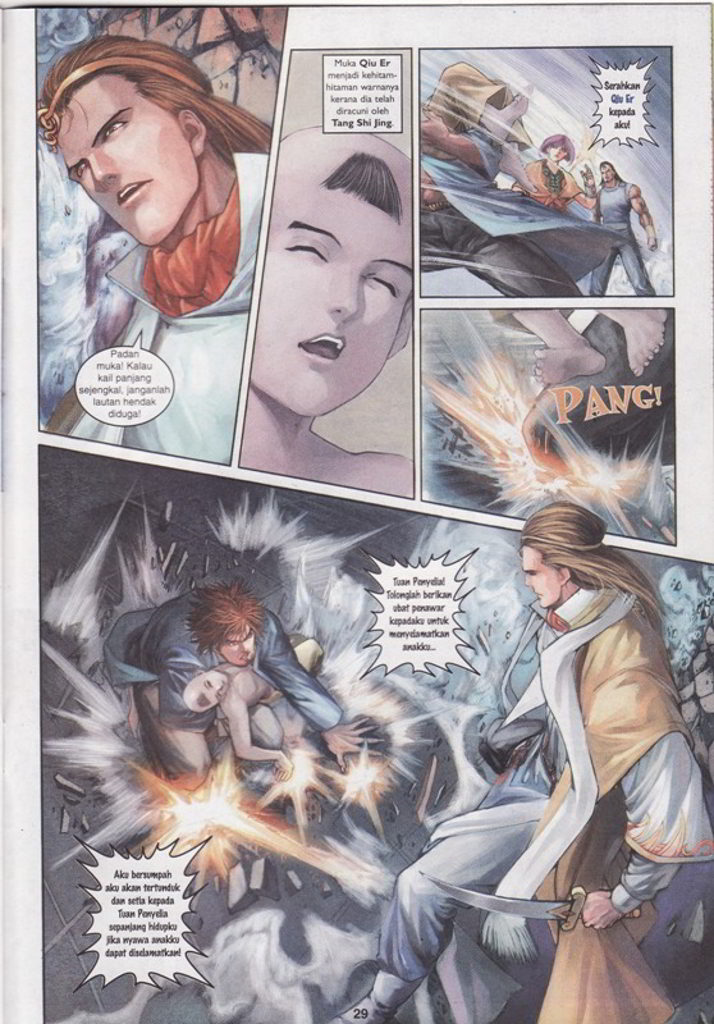 Padan
muka! Kalau
kail panjang
sejengkal, janganlah
lautan hendak
diduga!
Muka Qiu Er
menjadi kehitam-
hitaman warnanya
kerana dia telah
diracuni oleh
Tang Shi Jing.
Serahkan
Qiu Er
kepada
aku!
PANG!
Tuan Penyelia!
Tolonglah berikan
ubat penawar
kepadaku untuk
menyelamatkan
anakku...
Aku bersumpah
aku akan tertunduk
dan setia kepada
Tuan Penyelia
sepanjang hidupku
jika nyawa anakku
dapat diselamatkan!
29